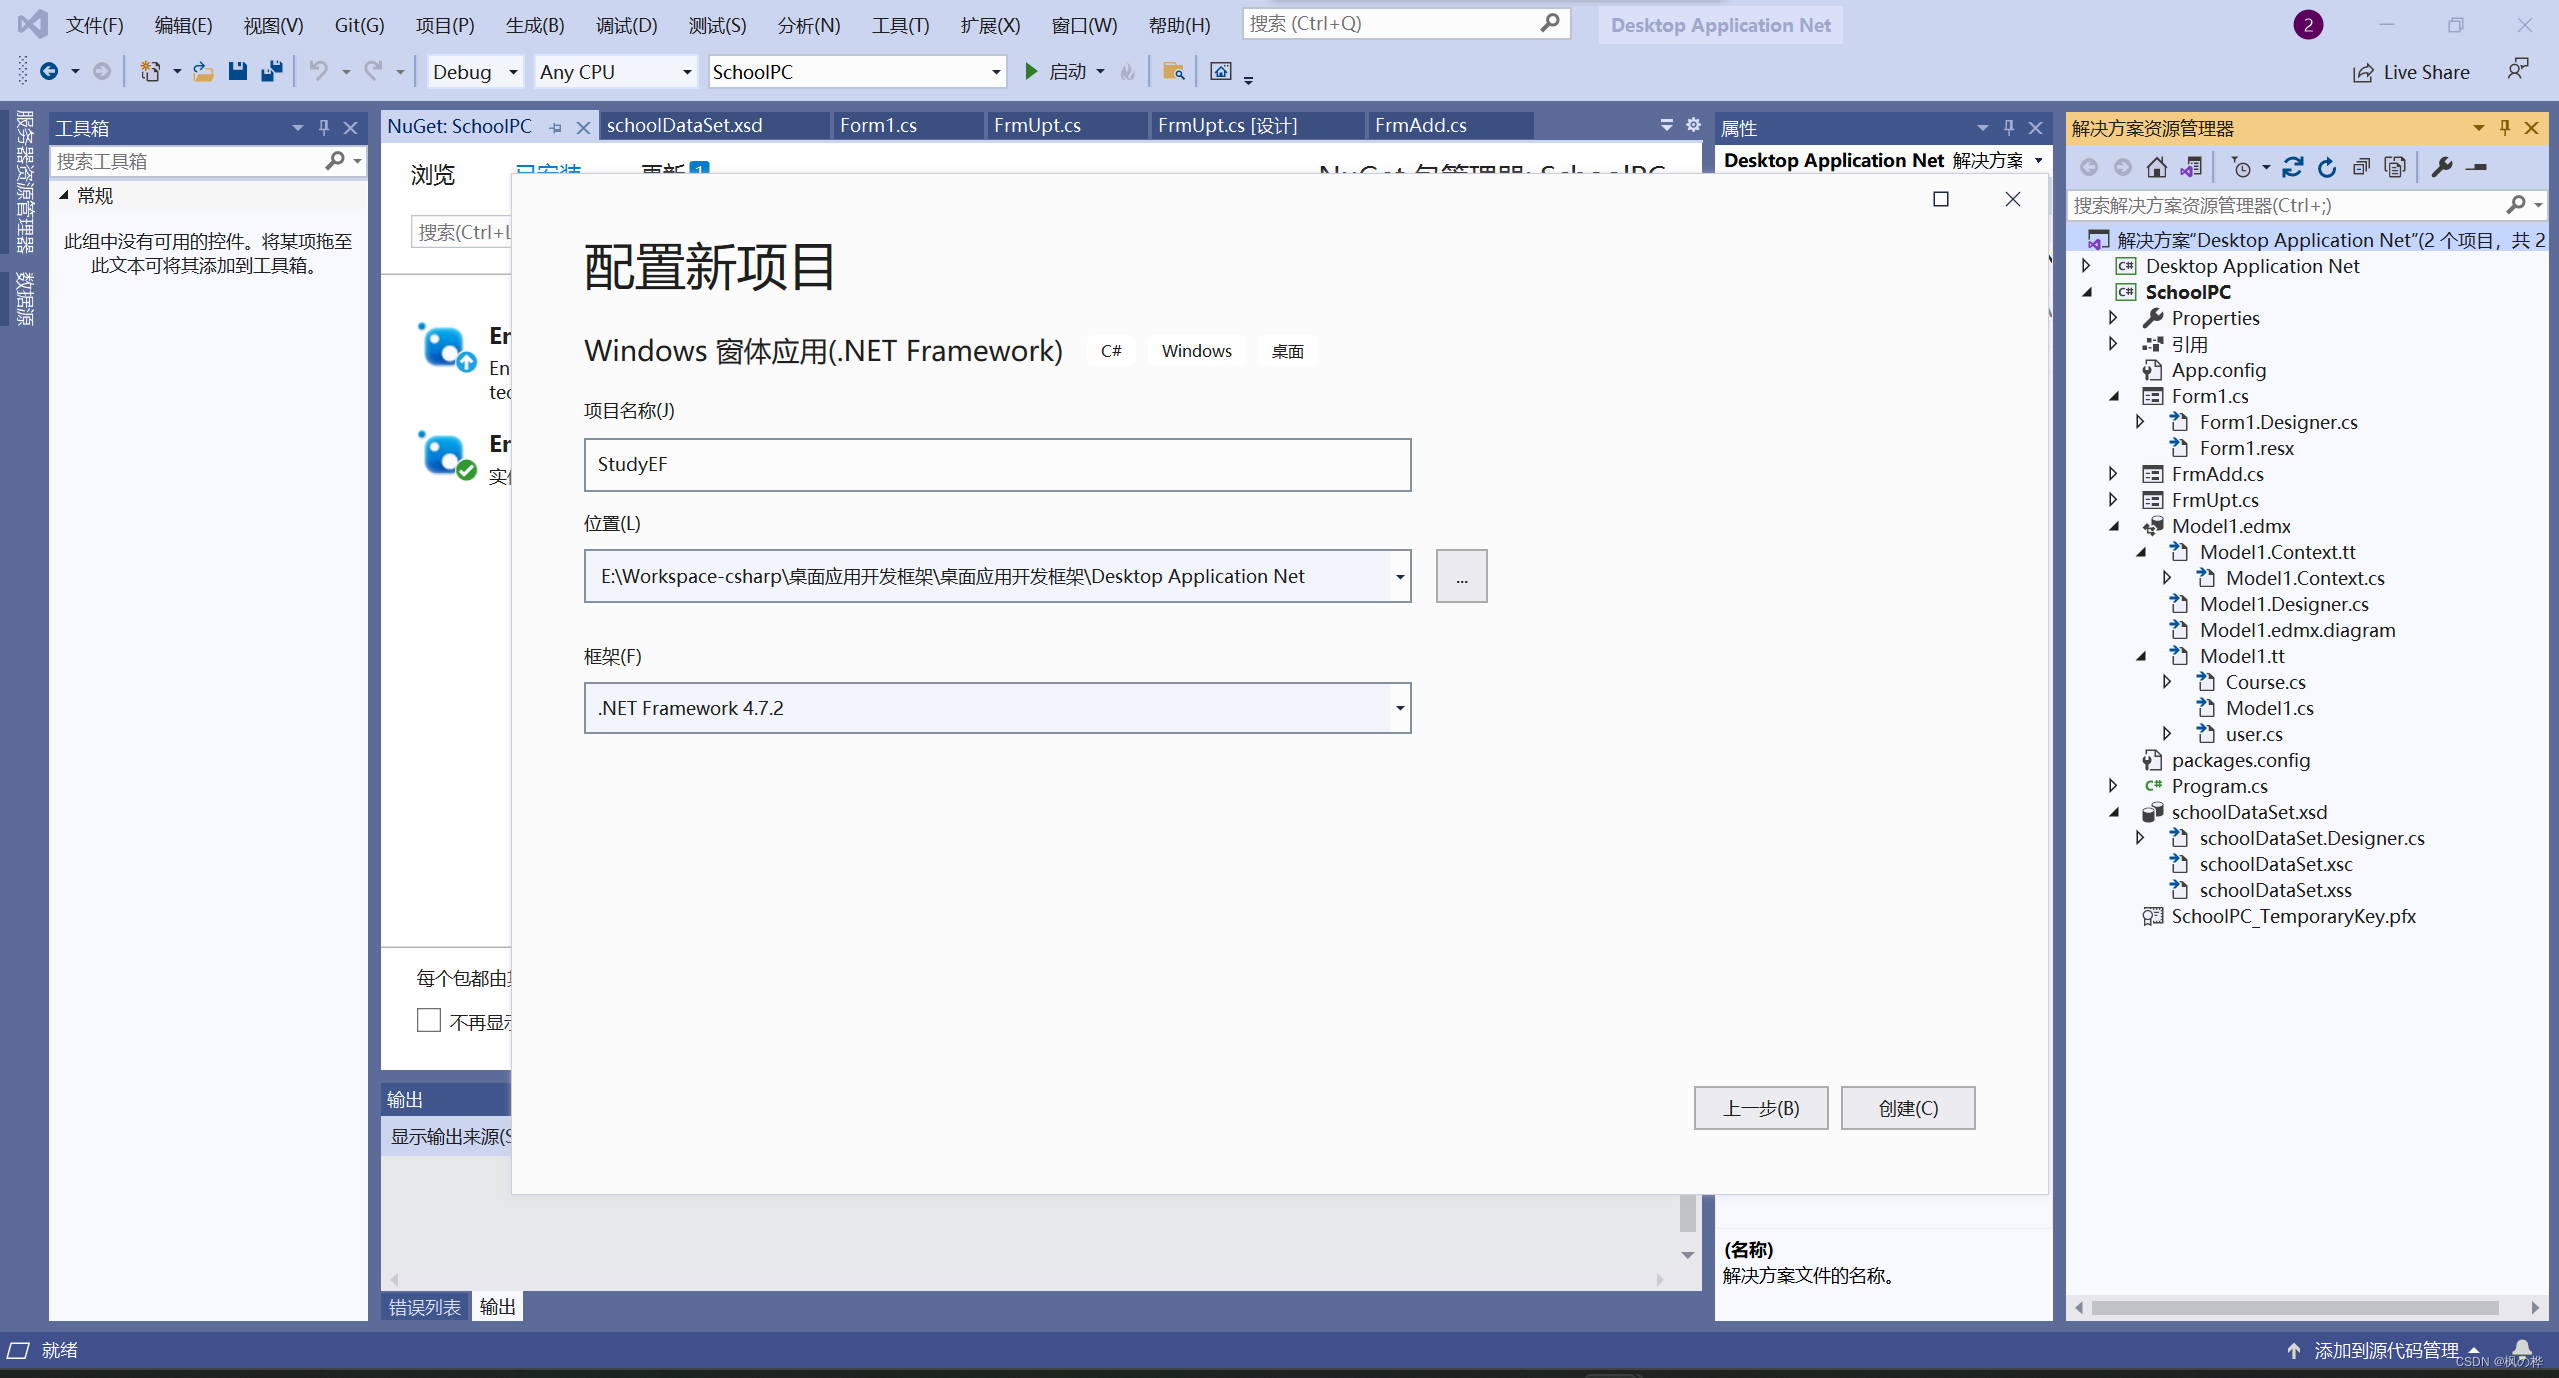 文件(F) 编辑(E) 视图(V) Git(G) 项目(P) 生成(B) 调试(D) 测试(S) 分析(N) 工具(T) 扩展(X) 窗口(W) 帮助(H) 搜索 (Ctrl+Q) Desktop Application Net 2
Debug Any CPU SchoolPC 启动 Live Share
服务器资源管理器
数据源
工具箱
搜索工具箱
常规
此组中没有可用的控件。将某项拖至
此文本可将其添加到工具箱。
NuGet: SchoolPC schoolDataSet.xsd Form1.cs FrmUpt.cs FrmUpt.cs [设计] FrmAdd.cs
浏览 已安装 更新 1 NuGet 包管理器: SchoolPC
搜索(Ctrl+L
En
En
tec
En
实体
每个包都由其
不再显示
配置新项目
Windows 窗体应用(.NET Framework) C# Windows 桌面
项目名称(J)
StudyEF
位置(L)
E:\Workspace-csharp\桌面应用开发框架\桌面应用开发框架\Desktop Application Net
...
框架(F)
.NET Framework 4.7.2
上一步(B) 创建(C)
输出
显示输出来源(S
错误列表 输出
属性
Desktop Application Net 解决方案
(名称)
解决方案文件的名称。
解决方案资源管理器
搜索解决方案资源管理器(Ctrl+;)
解决方案"Desktop Application Net"(2 个项目，共 2
C# Desktop Application Net
C# SchoolPC
Properties
引用
App.config
Form1.cs
Form1.Designer.cs
Form1.resx
FrmAdd.cs
FrmUpt.cs
Model1.edmx
Model1.Context.tt
Model1.Context.cs
Model1.Designer.cs
Model1.edmx.diagram
Model1.tt
Course.cs
Model1.cs
user.cs
packages.config
C# Program.cs
schoolDataSet.xsd
schoolDataSet.Designer.cs
schoolDataSet.xsc
schoolDataSet.xss
SchoolPC_TemporaryKey.pfx
就绪 添加到源代码管理
CSDN @枫の桦